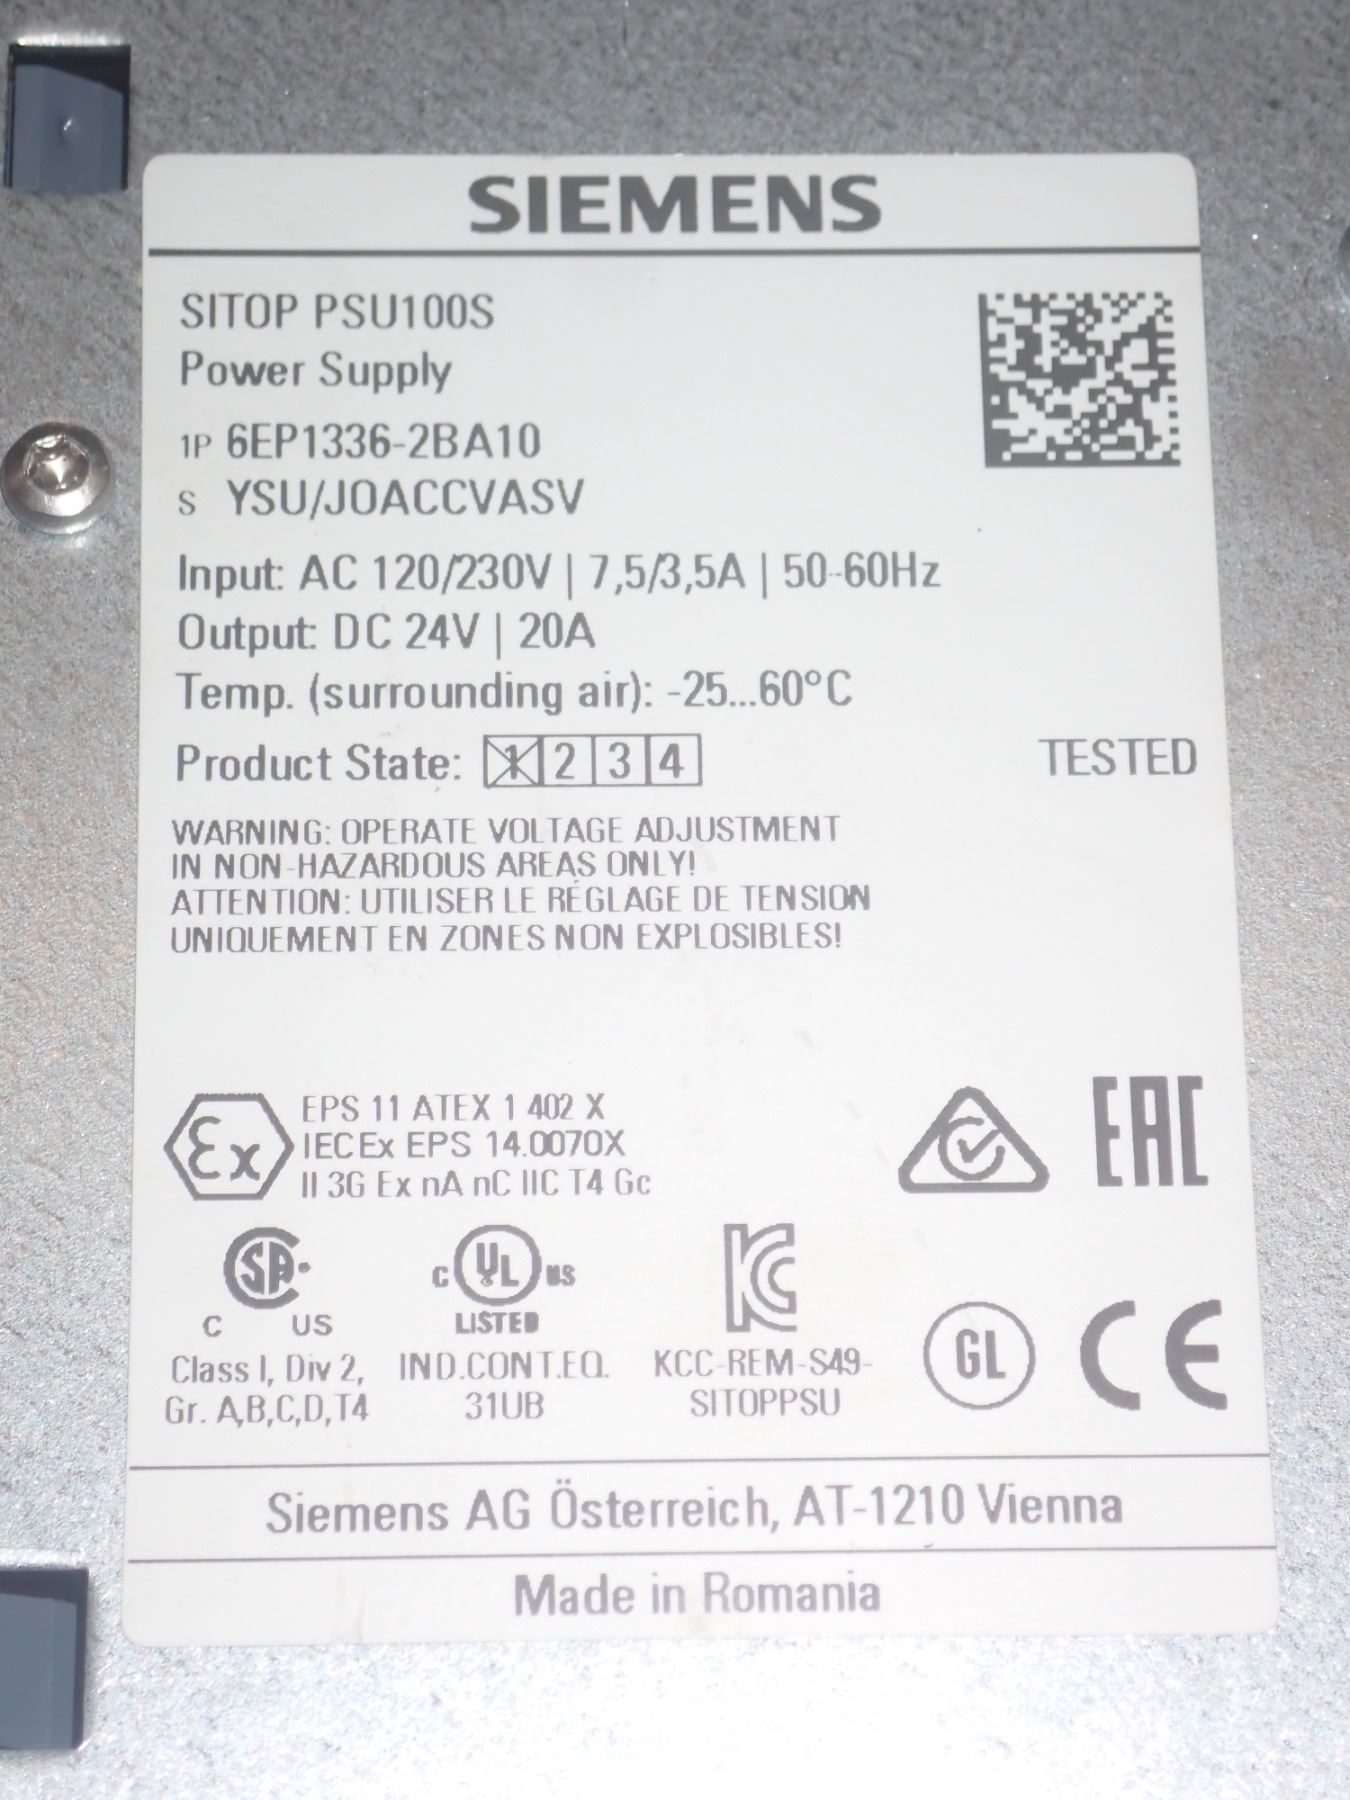 SIEMENS
SITOP PSU100S
Power Supply
1P 6EP1336-2BA10
S YSU/JOACCVASV
Input: AC 120/230V | 7,5/3,5A | 50-60Hz
Output: DC 24V | 20A
Temp. (surrounding air): -25...60°C
Product State: 1 2 3 4
TESTED
WARNING: OPERATE VOLTAGE ADJUSTMENT
IN NON-HAZARDOUS AREAS ONLY!
ATTENTION: UTILISER LE RÉGLAGE DE TENSION
UNIQUEMENT EN ZONES NON EXPLOSIBLES!
Ex
EPS 11 ATEX 1 402 X
IECEx EPS 14.0070X
II 3G Ex nA nC IIC T4 Gc
EAC
SA
C US
Class I, Div 2,
Gr. A,B,C,D,T4
C UL US
LISTED
IND.CONT.EQ.
31UB
KC
KCC-REM-S49-
SITOPPSU
GL
CE
Siemens AG Österreich, AT-1210 Vienna
Made in Romania